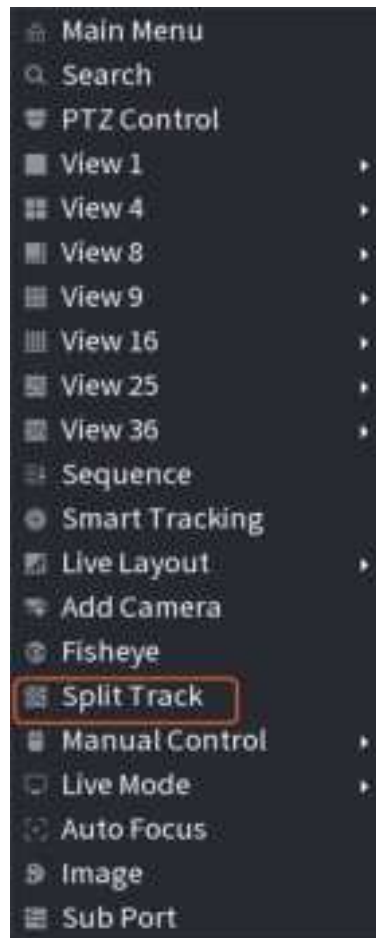 Main Menu
Search
PTZ Control
View 1
View 4
View 8
View 9
View 16
View 25
View 36
Sequence
Smart Tracking
Live Layout
Add Camera
Fisheye
Split Track
Manual Control
Live Mode
Auto Focus
Image
Sub Port